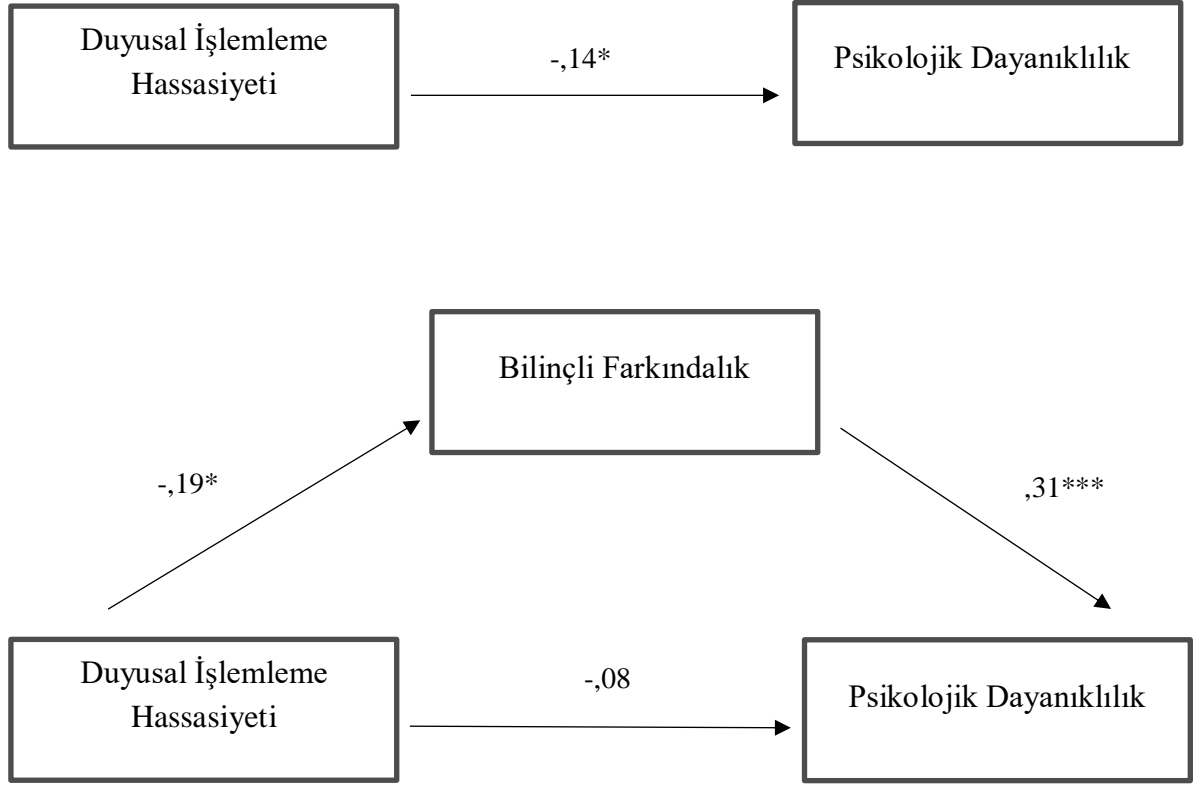 Duyusal İşlemleme
Hassasiyeti
-,14*
Psikolojik Dayanıklılık
Bilinçli Farkındalık
-,19*
,31***
Duyusal İşlemleme
Hassasiyeti
-,08
Psikolojik Dayanıklılık